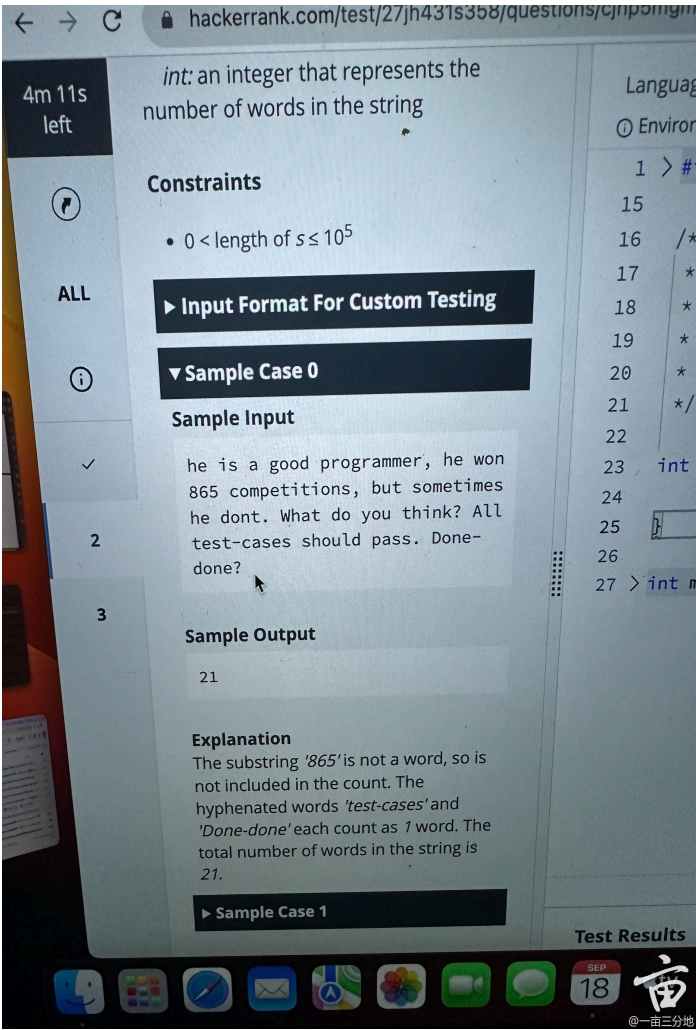 hackerrank.com/test/27jh431s358/questions/
4m 11s
left
int: an integer that represents the
number of words in the string
Constraints
• 0 < length of s ≤ 10⁵
ALL
▶ Input Format For Custom Testing
▼ Sample Case 0
Sample Input
he is a good programmer, he won
865 competitions, but sometimes
he dont. What do you think? All
test-cases should pass. Done-
done?
2
3
Sample Output
21
Explanation
The substring '865' is not a word, so is
not included in the count. The
hyphenated words 'test-cases' and
'Done-done' each count as 1 word. The
total number of words in the string is
21.
▶ Sample Case 1
Languag
Environ
1 > #
15
16 /*
17 *
18 *
19 *
20 *
21 */
22
23 int
24
25 }
26
27 > int m
Test Results
SEP
18
亩
@一亩三分地